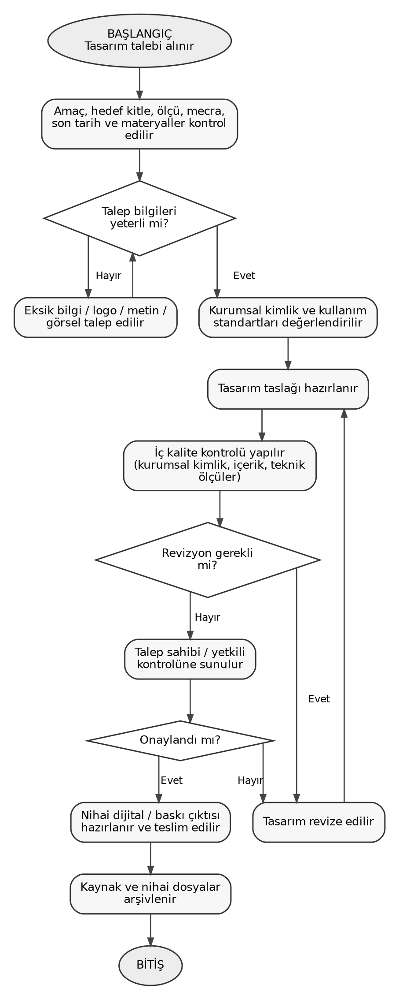 BAŞLANGIÇ
Tasarım talebi alınır
Amaç, hedef kitle, ölçü, mecra,
son tarih ve materyaller kontrol
edilir
Talep bilgileri
yeterli mi?
Hayır
Evet
Eksik bilgi / logo / metin /
görsel talep edilir
Kurumsal kimlik ve kullanım
standartları değerlendirilir
Tasarım taslağı hazırlanır
İç kalite kontrolü yapılır
(kurumsal kimlik, içerik, teknik
ölçüler)
Revizyon gerekli
mi?
Hayır
Talep sahibi / yetkili
kontrolüne sunulur
Evet
Onaylandı mı?
Evet
Hayır
Nihai dijital / baskı çıktısı
hazırlanır ve teslim edilir
Tasarım revize edilir
Kaynak ve nihai dosyalar
arşivlenir
BİTİŞ